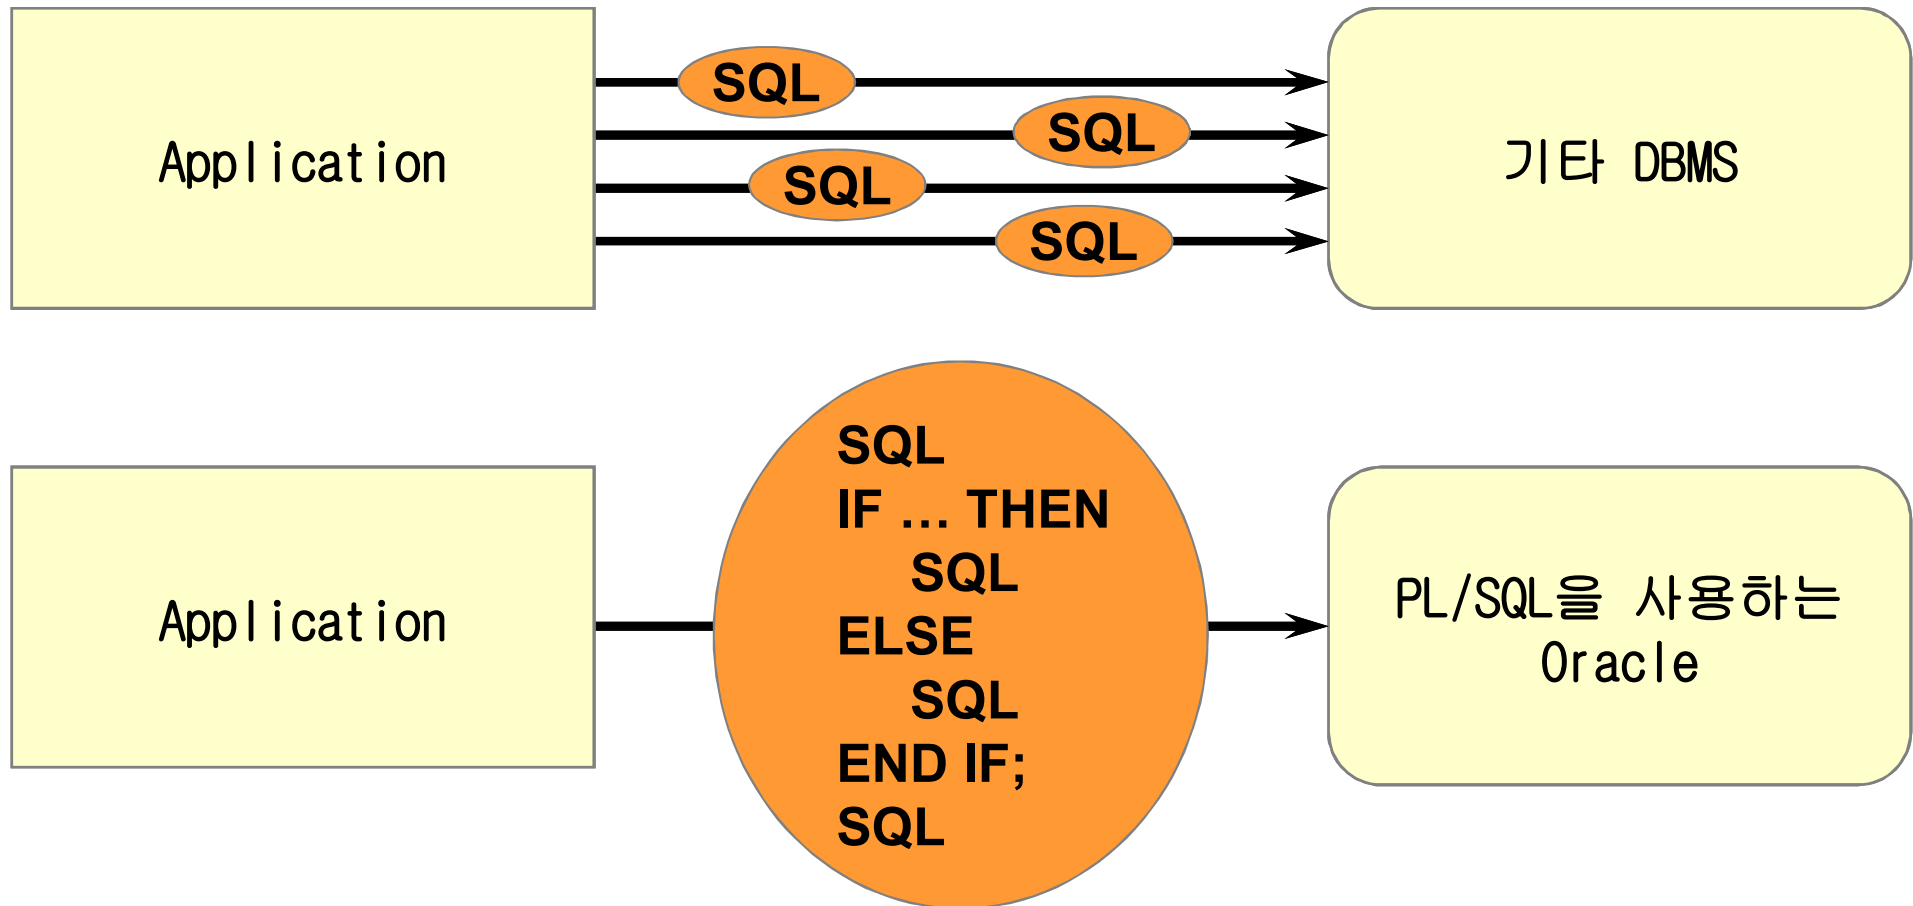 Application
SQL
SQL
SQL
SQL
기타 DBMS
Application
SQL
IF ... THEN
SQL
ELSE
SQL
END IF;
SQL
PL/SQL을 사용하는
Oracle